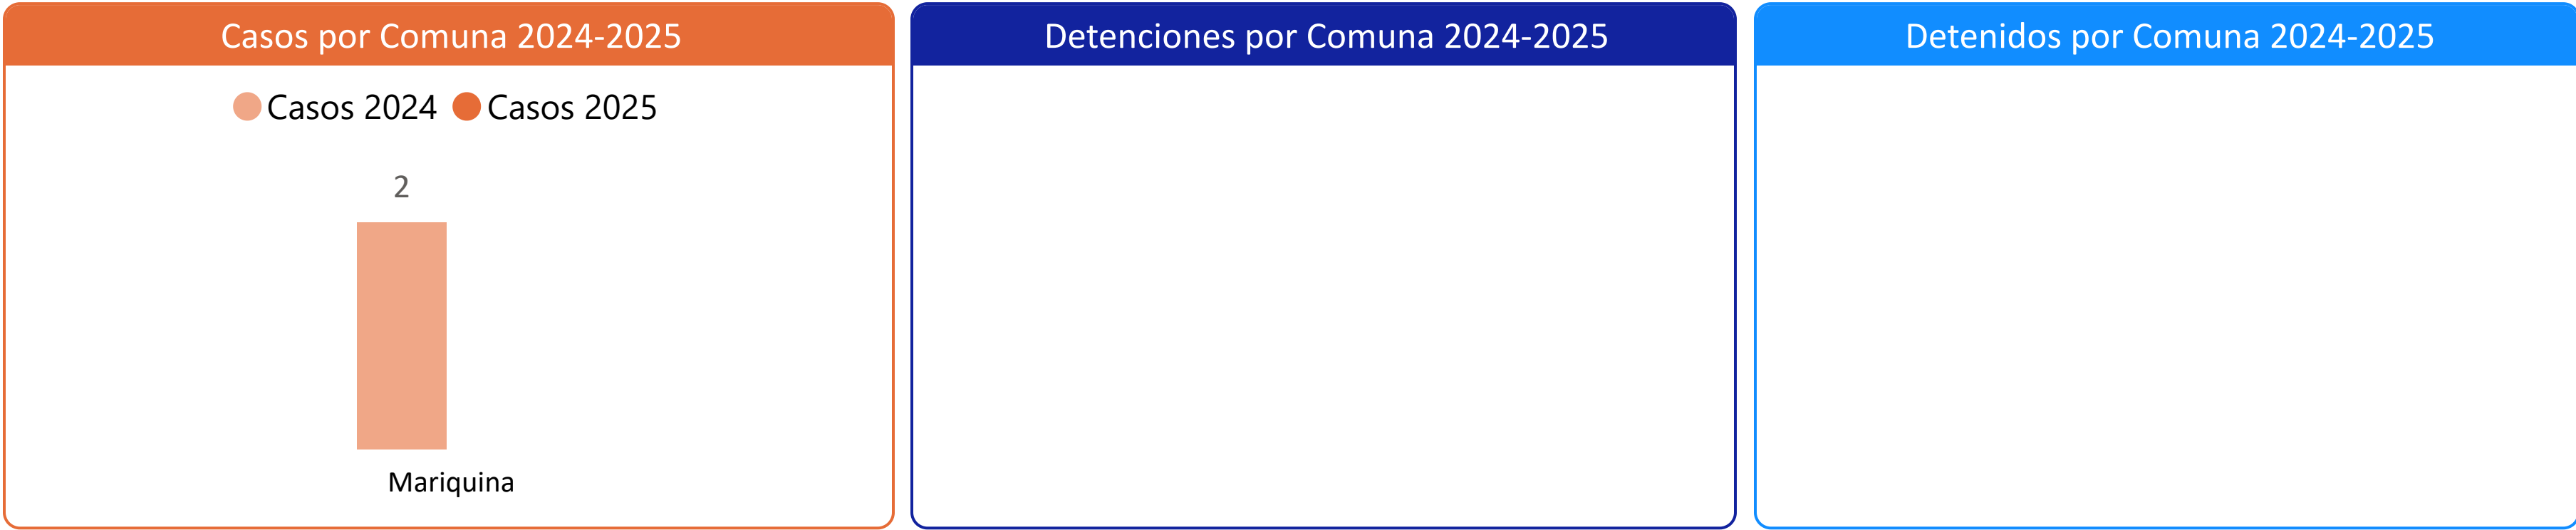 Casos por Comuna 2024-2025
Casos 2024 Casos 2025
2
Mariquina
Detenciones por Comuna 2024-2025
Detenidos por Comuna 2024-2025